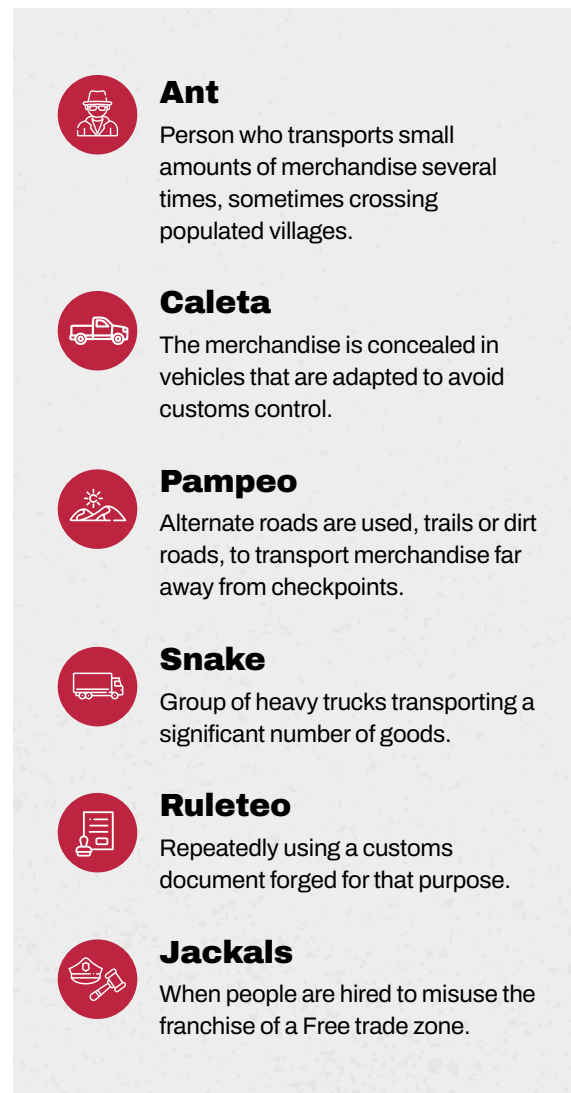 Ant
Person who transports small
amounts of merchandise several
times, sometimes crossing
populated villages.
Caleta
The merchandise is concealed in
vehicles that are adapted to avoid
customs control.
Pampeo
Alternate roads are used, trails or dirt
roads, to transport merchandise far
away from checkpoints.
Snake
Group of heavy trucks transporting a
significant number of goods.
Ruleteo
Repeatedly using a customs
document forged for that purpose.
Jackals
When people are hired to misuse the
franchise of a Free trade zone.